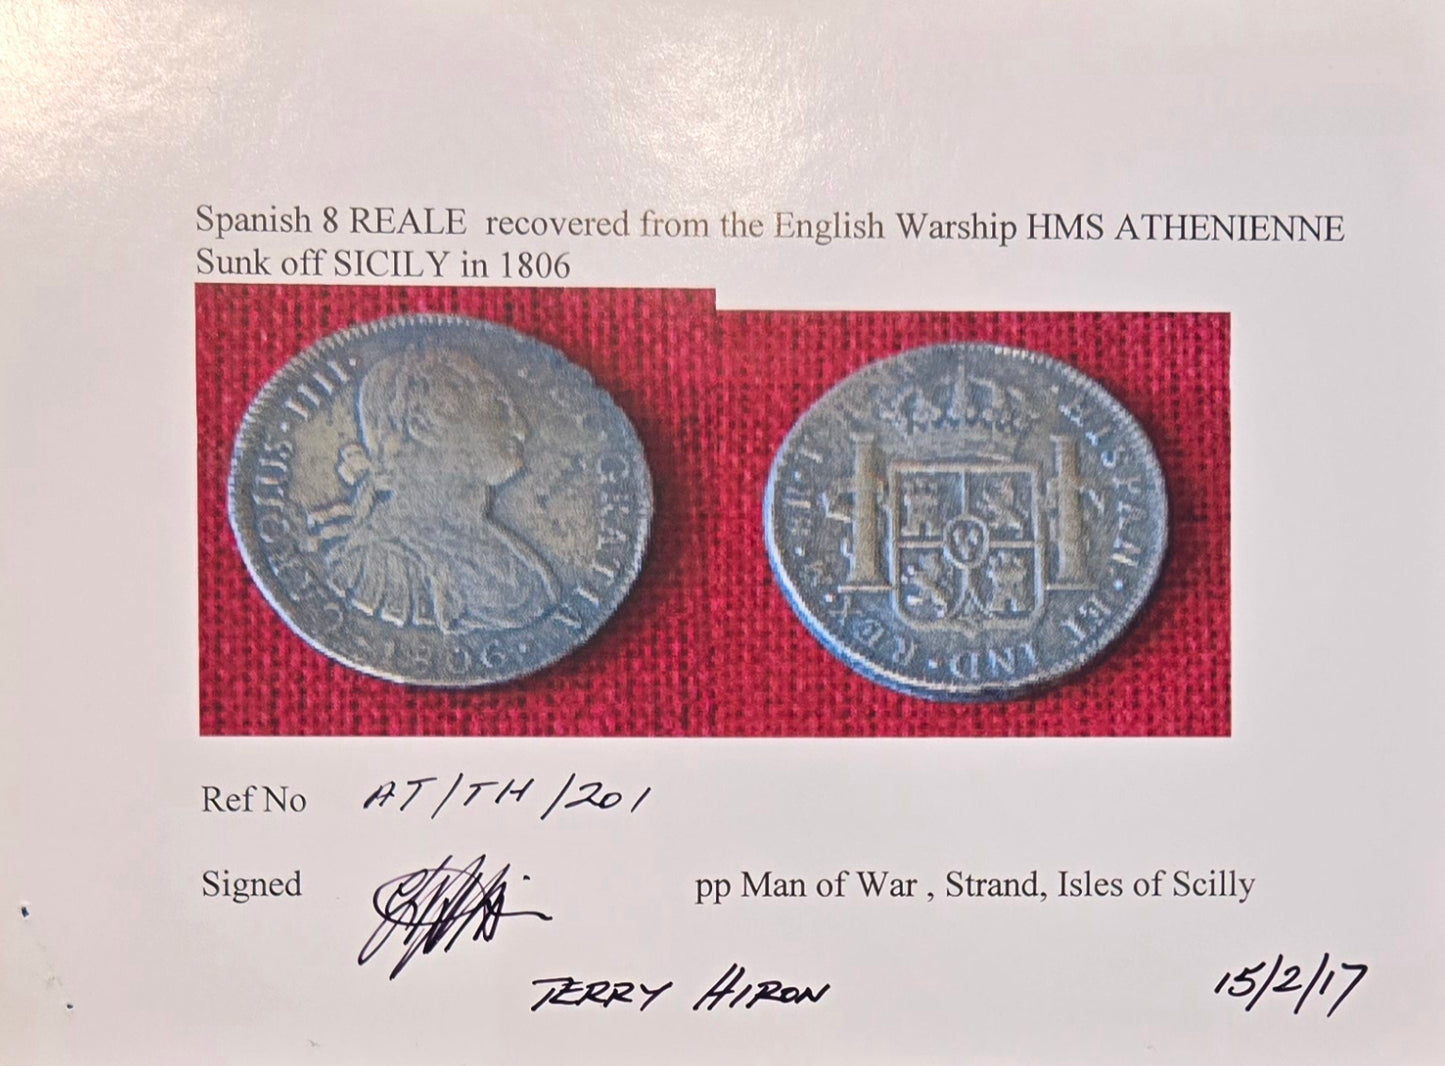 Spanish 8 REALE recovered from the English Warship HMS ATHENIENNE
Sunk off SICILY in 1806
CAROLUS · IIII ·
GRATIA
· 1806 ·
HISPAN · ET IND · REX · M · 8R · T
Ref No AT/TH/201
Signed
pp Man of War , Strand, Isles of Scilly
TERRY HIRON
15/2/17